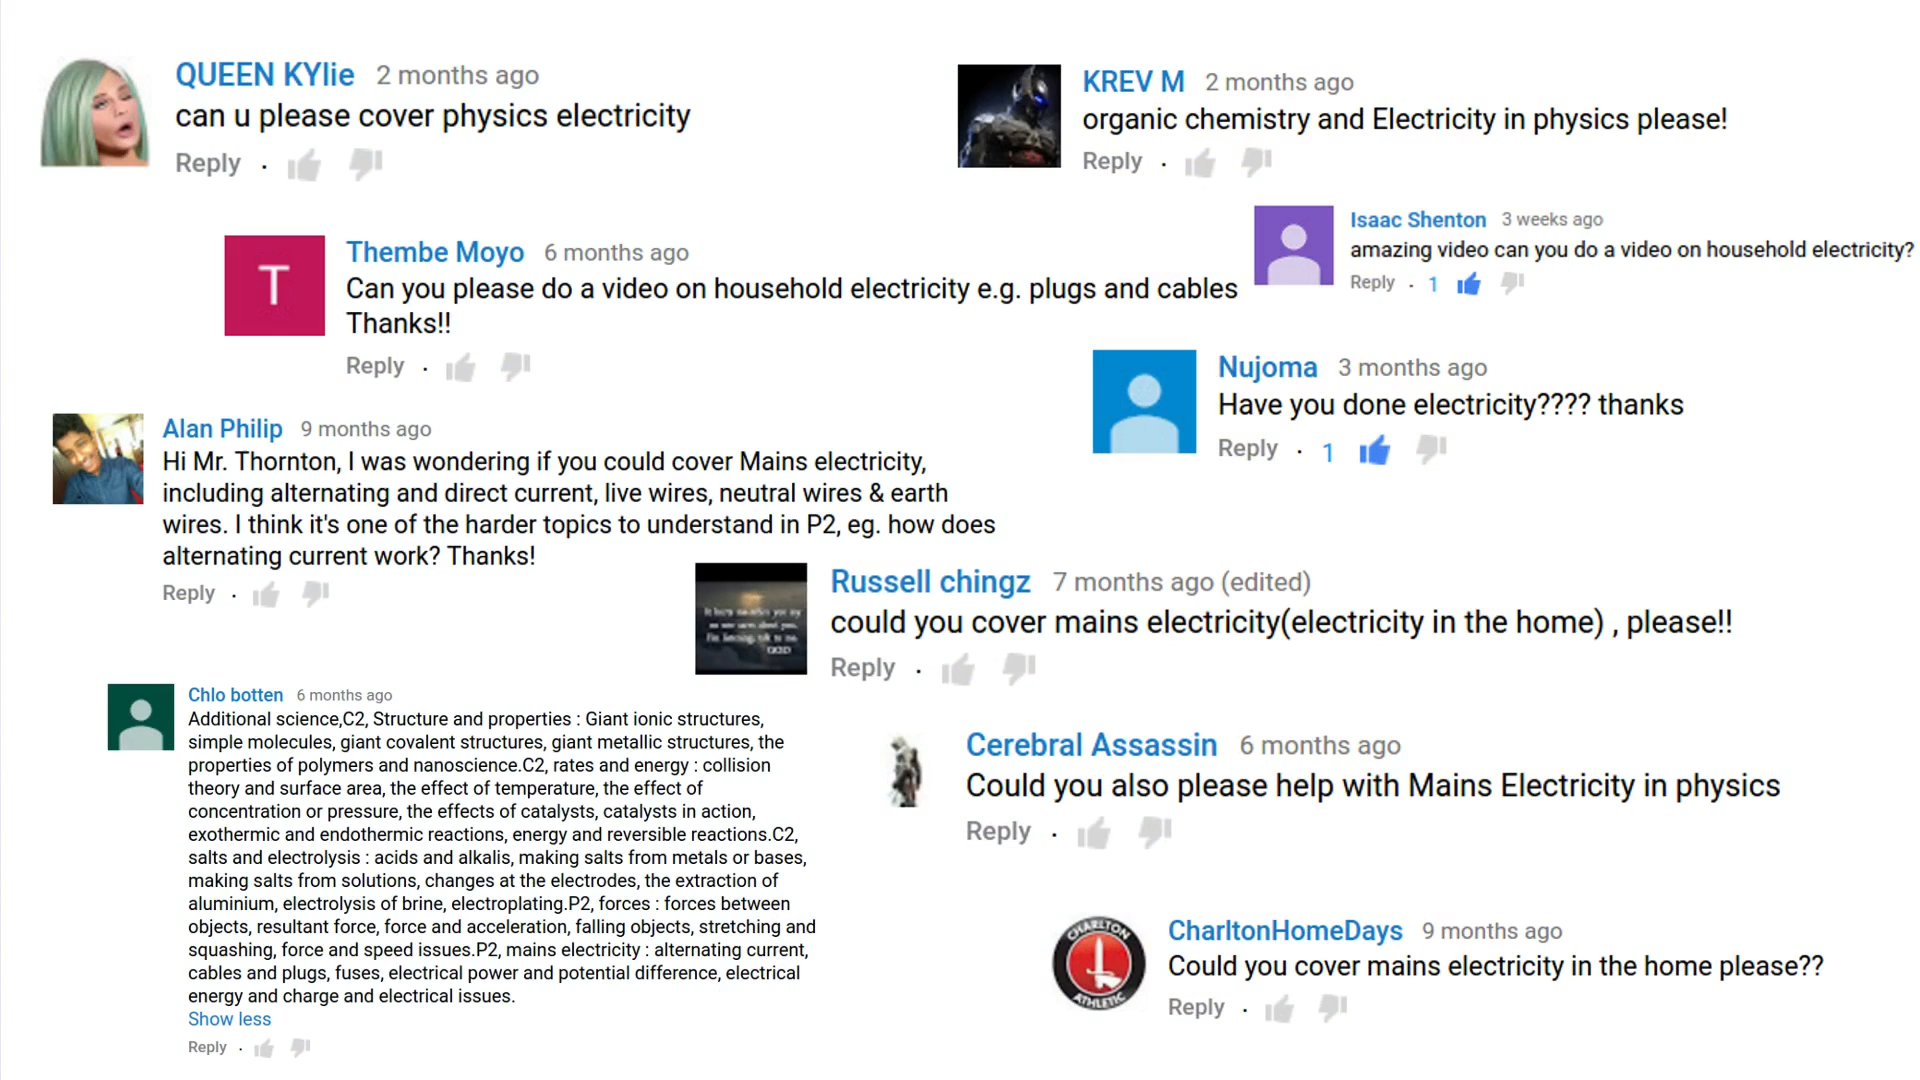 QUEEN KYlie 2 months ago
can u please cover physics electricity
Reply ·
KREV M 2 months ago
organic chemistry and Electricity in physics please!
Reply ·
T
Thembe Moyo 6 months ago
Can you please do a video on household electricity e.g. plugs and cables
Thanks!!
Reply ·
Isaac Shenton 3 weeks ago
amazing video can you do a video on household electricity?
Reply · 1
Nujoma 3 months ago
Have you done electricity???? thanks
Reply · 1
Alan Philip 9 months ago
Hi Mr. Thornton, I was wondering if you could cover Mains electricity,
including alternating and direct current, live wires, neutral wires & earth
wires. I think it's one of the harder topics to understand in P2, eg. how does
alternating current work? Thanks!
Reply ·
Russell chingz 7 months ago (edited)
could you cover mains electricity(electricity in the home) , please!!
Reply ·
Chlo botten 6 months ago
Additional science,C2, Structure and properties : Giant ionic structures,
simple molecules, giant covalent structures, giant metallic structures, the
properties of polymers and nanoscience.C2, rates and energy : collision
theory and surface area, the effect of temperature, the effect of
concentration or pressure, the effects of catalysts, catalysts in action,
exothermic and endothermic reactions, energy and reversible reactions.C2,
salts and electrolysis : acids and alkalis, making salts from metals or bases,
making salts from solutions, changes at the electrodes, the extraction of
aluminium, electrolysis of brine, electroplating.P2, forces : forces between
objects, resultant force, force and acceleration, falling objects, stretching and
squashing, force and speed issues.P2, mains electricity : alternating current,
cables and plugs, fuses, electrical power and potential difference, electrical
energy and charge and electrical issues.
Show less
Reply ·
Cerebral Assassin 6 months ago
Could you also please help with Mains Electricity in physics
Reply ·
CHARLTON
ATHLETIC
CharltonHomeDays 9 months ago
Could you cover mains electricity in the home please??
Reply ·